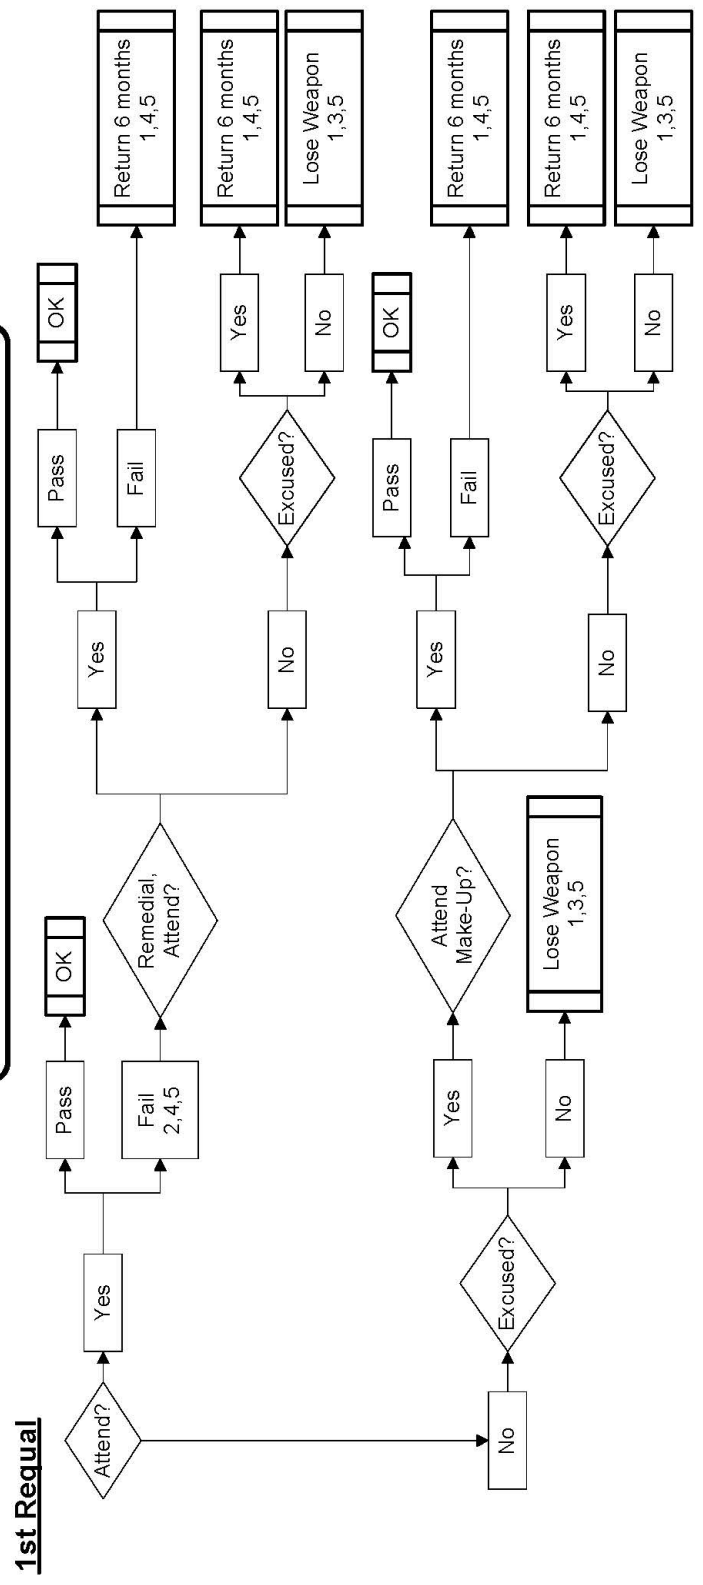 1st Requal
Attend?
Yes
Pass
OK
Fail
2,4,5
Remedial,
Attend?
Yes
Pass
OK
Fail
Return 6 months
1,4,5
No
Excused?
Yes
Return 6 months
1,4,5
No
Lose Weapon
1,3,5
No
Excused?
Yes
Attend
Make-Up?
Yes
Pass
OK
Fail
Return 6 months
1,4,5
No
Excused?
Yes
Return 6 months
1,4,5
No
Lose Weapon
1,3,5
No
Lose Weapon
1,3,5